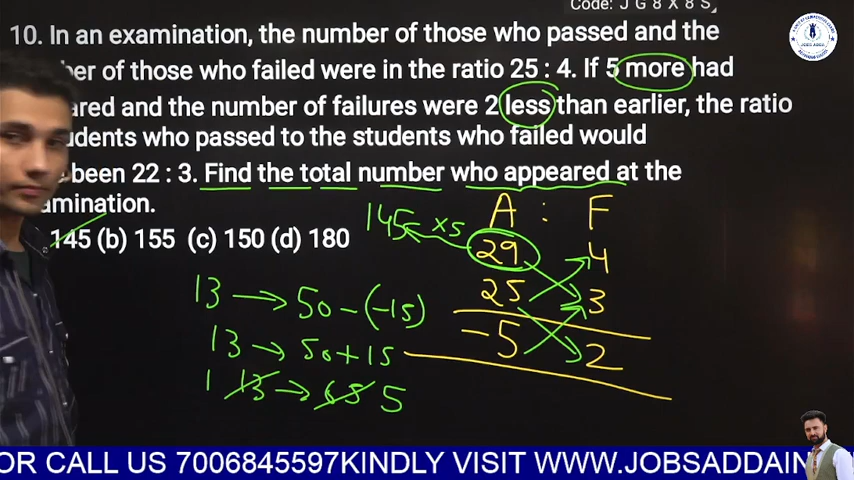 Code: J G 8 X 8 S
10. In an examination, the number of those who passed and the
ber of those who failed were in the ratio 25 : 4. If 5 more had
ared and the number of failures were 2 less than earlier, the ratio
udents who passed to the students who failed would
been 22 : 3. Find the total number who appeared at the
amination.
145 (b) 155 (c) 150 (d) 180
145 ×5
A : F
29 4
25 3
-5 2
13 → 50-(-15)
13 → 50+15
1 13 → 65 5
OR CALL US 7006845597KINDLY VISIT WWW.JOBSADDAIN